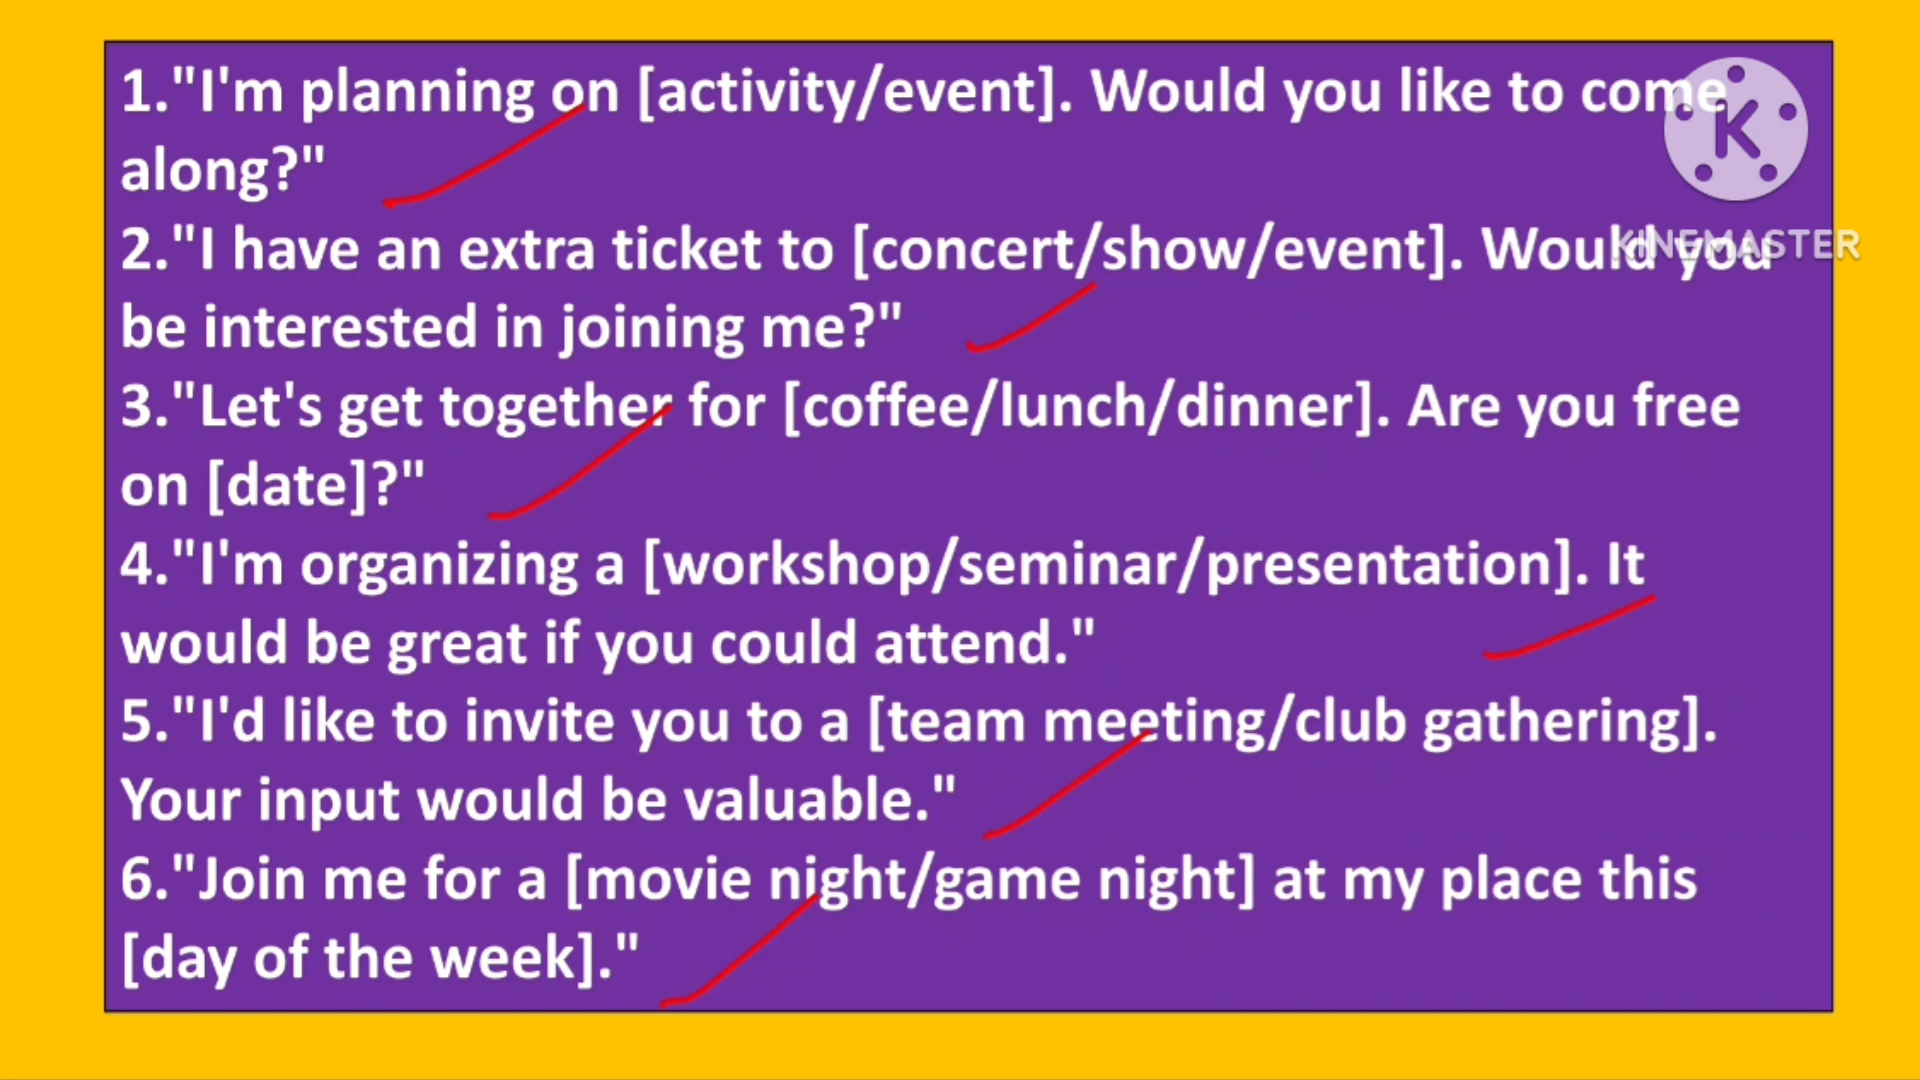 1."I'm planning on [activity/event]. Would you like to come
along?"
2."I have an extra ticket to [concert/show/event]. Would you
be interested in joining me?"
3."Let's get together for [coffee/lunch/dinner]. Are you free
on [date]?"
4."I'm organizing a [workshop/seminar/presentation]. It
would be great if you could attend."
5."I'd like to invite you to a [team meeting/club gathering].
Your input would be valuable."
6."Join me for a [movie night/game night] at my place this
[day of the week]."
K
KINEMASTER